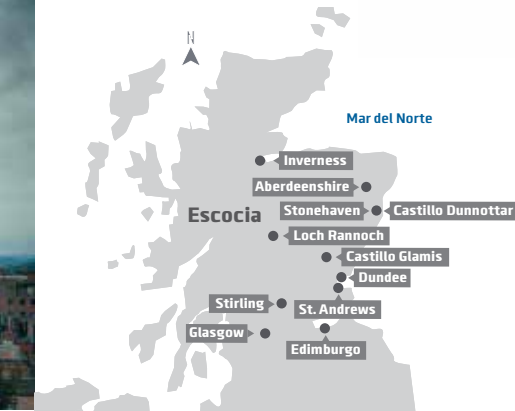 N
Mar del Norte
Inverness
Aberdeenshire
Escocia
Stonehaven
Castillo Dunnottar
Loch Rannoch
Castillo Glamis
Dundee
Stirling
St. Andrews
Glasgow
Edimburgo